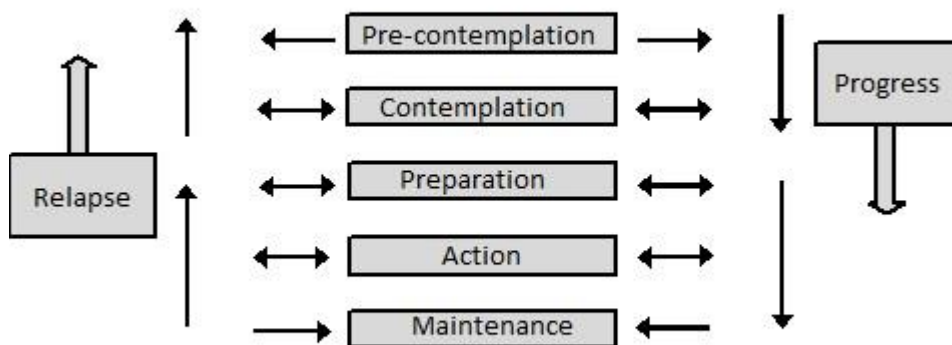 Pre-contemplation
Progress
Contemplation
Preparation
Relapse
Action
Maintenance